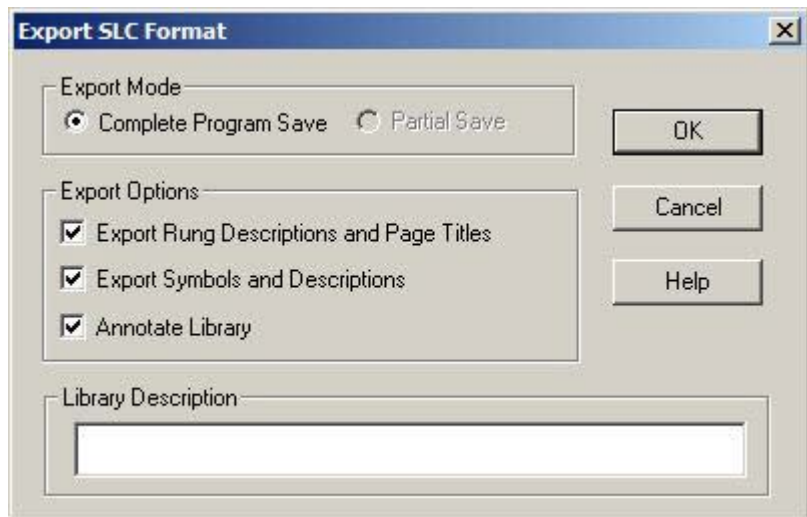 Export SLC Format
Export Mode
Complete Program Save Partial Save
OK
Export Options
Cancel
Export Rung Descriptions and Page Titles
Export Symbols and Descriptions
Help
Annotate Library
Library Description